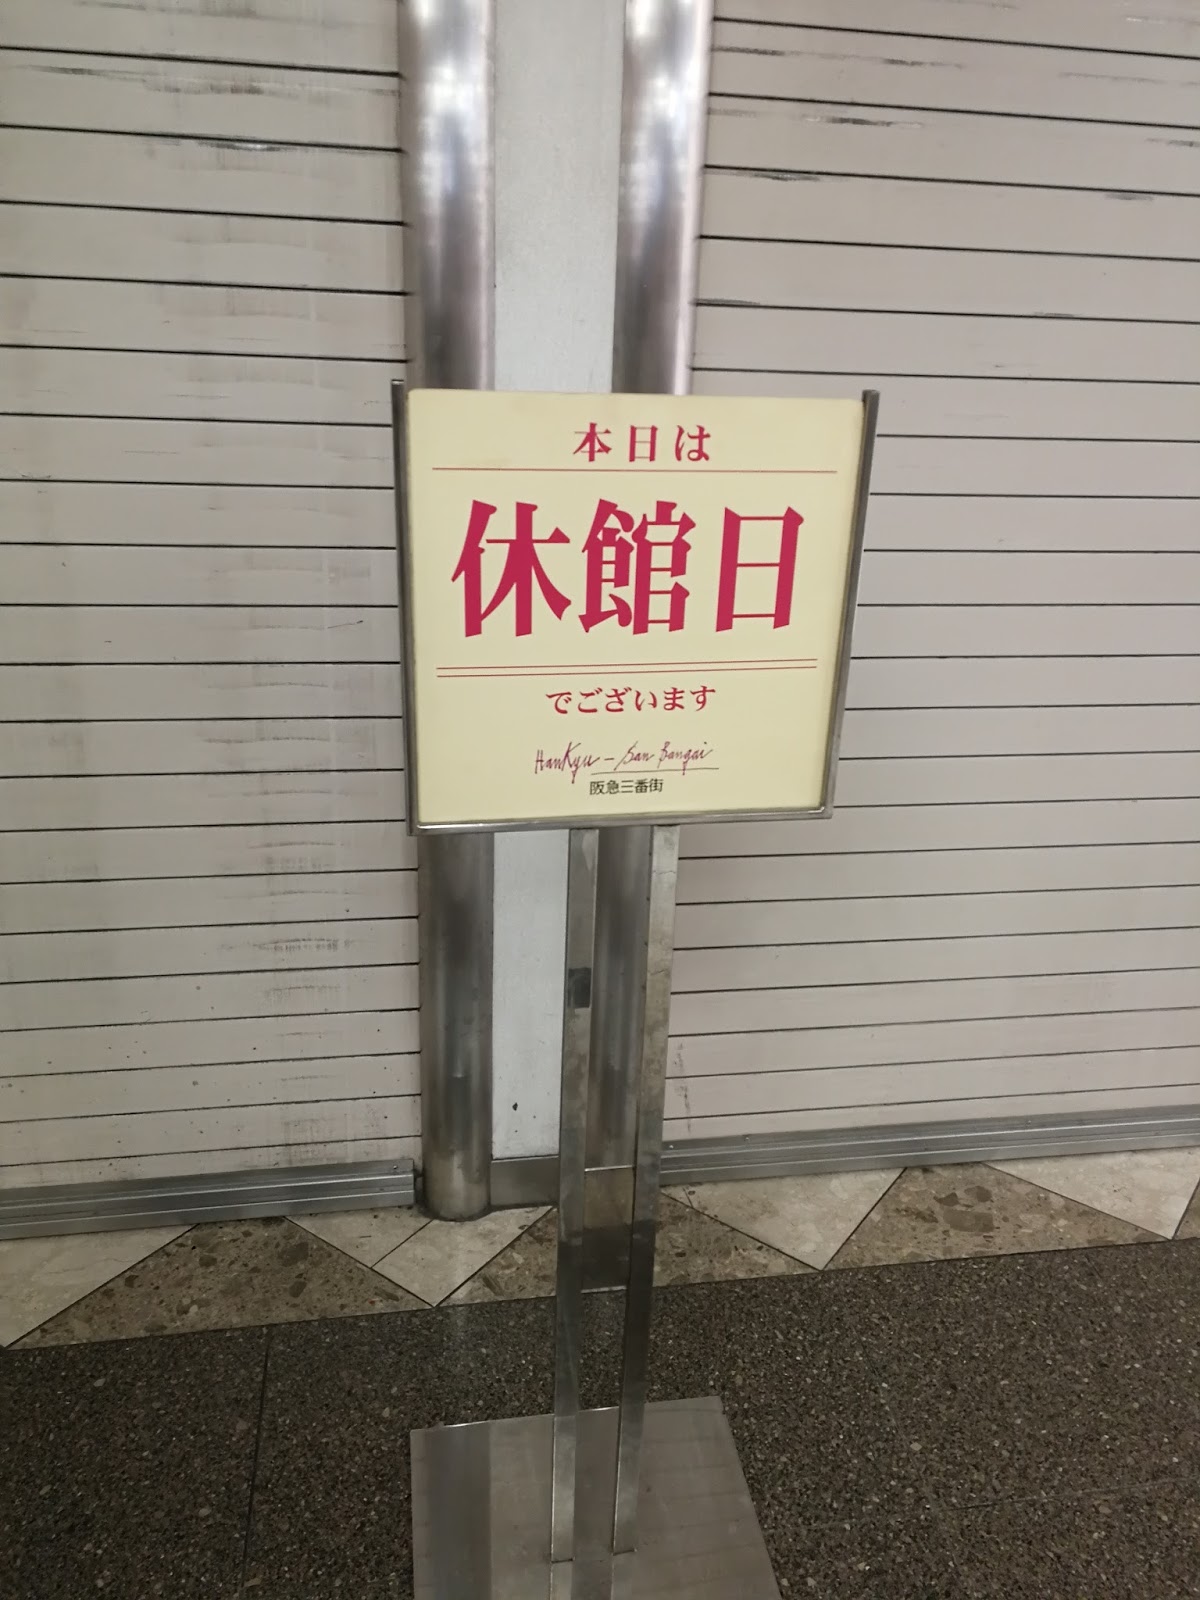 本日は
休館日
でございます
HanKyu - San Bangai
阪急三番街